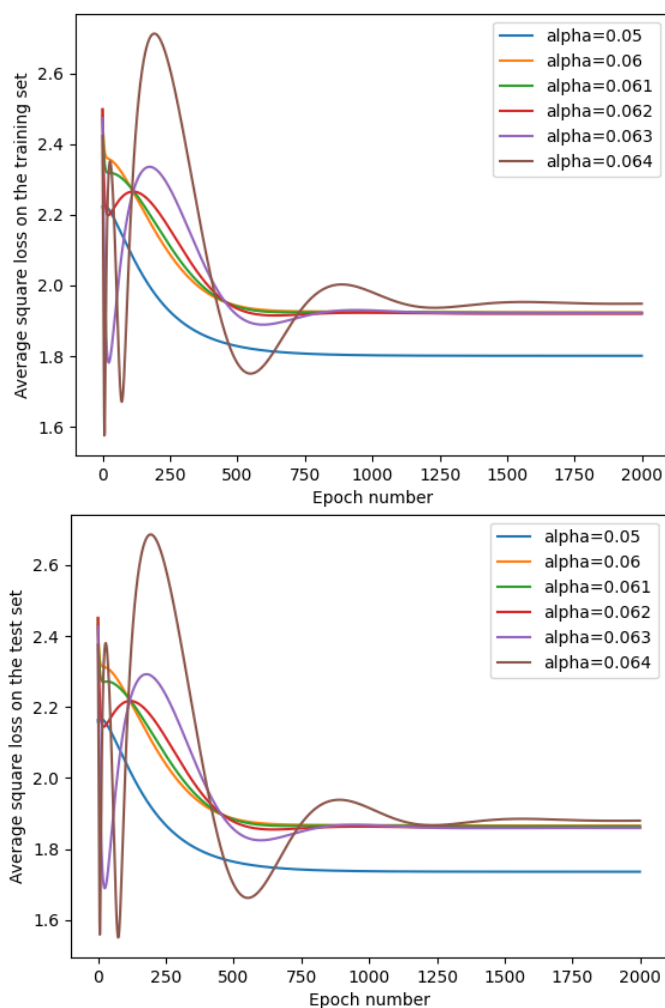 Average square loss on the training set
2.6
2.4
2.2
2.0
1.8
1.6
alpha=0.05
alpha=0.06
alpha=0.061
alpha=0.062
alpha=0.063
alpha=0.064
0 250 500 750 1000 1250 1500 1750 2000
Epoch number
Average square loss on the test set
2.6
2.4
2.2
2.0
1.8
1.6
alpha=0.05
alpha=0.06
alpha=0.061
alpha=0.062
alpha=0.063
alpha=0.064
0 250 500 750 1000 1250 1500 1750 2000
Epoch number